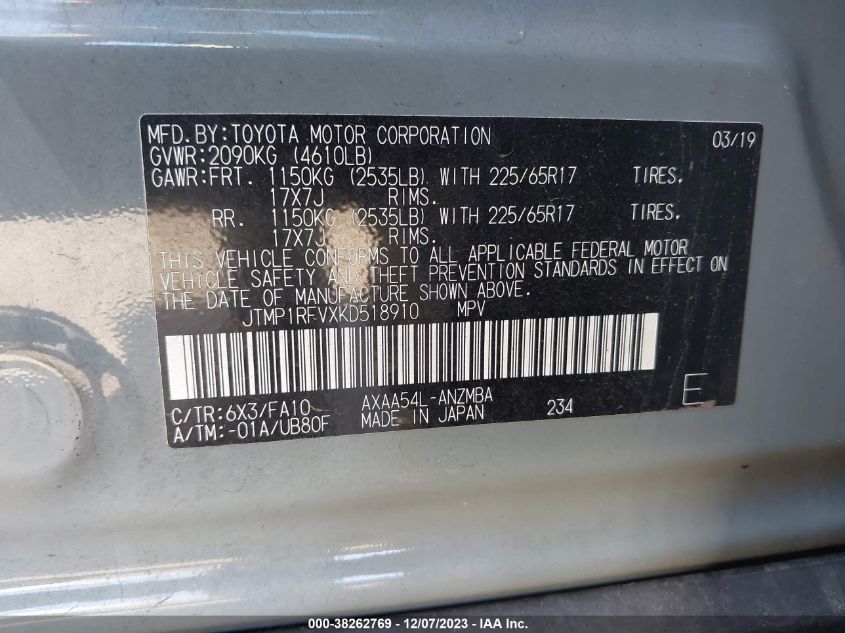 MFD.BY:TOYOTA MOTOR CORPORATION 03/19
GVWR:2090KG (4610LB)
GAWR:FRT. 1150KG (2535LB) WITH 225/65R17 TIRES.
17X7J RIMS.
RR. 1150KG (2535LB) WITH 225/65R17 TIRES.
17X7J RIMS.
THIS VEHICLE CONFORMS TO ALL APPLICABLE FEDERAL MOTOR
VEHICLE SAFETY AND THEFT PREVENTION STANDARDS IN EFFECT ON
THE DATE OF MANUFACTURE SHOWN ABOVE.
JTMP1RFVXKD518910 MPV
C/TR:6X3/FA10 AXAA54L-ANZMBA 234 E
A/TM:-01A/UB80F MADE IN JAPAN
000-38262769 - 12/07/2023 - IAA Inc.